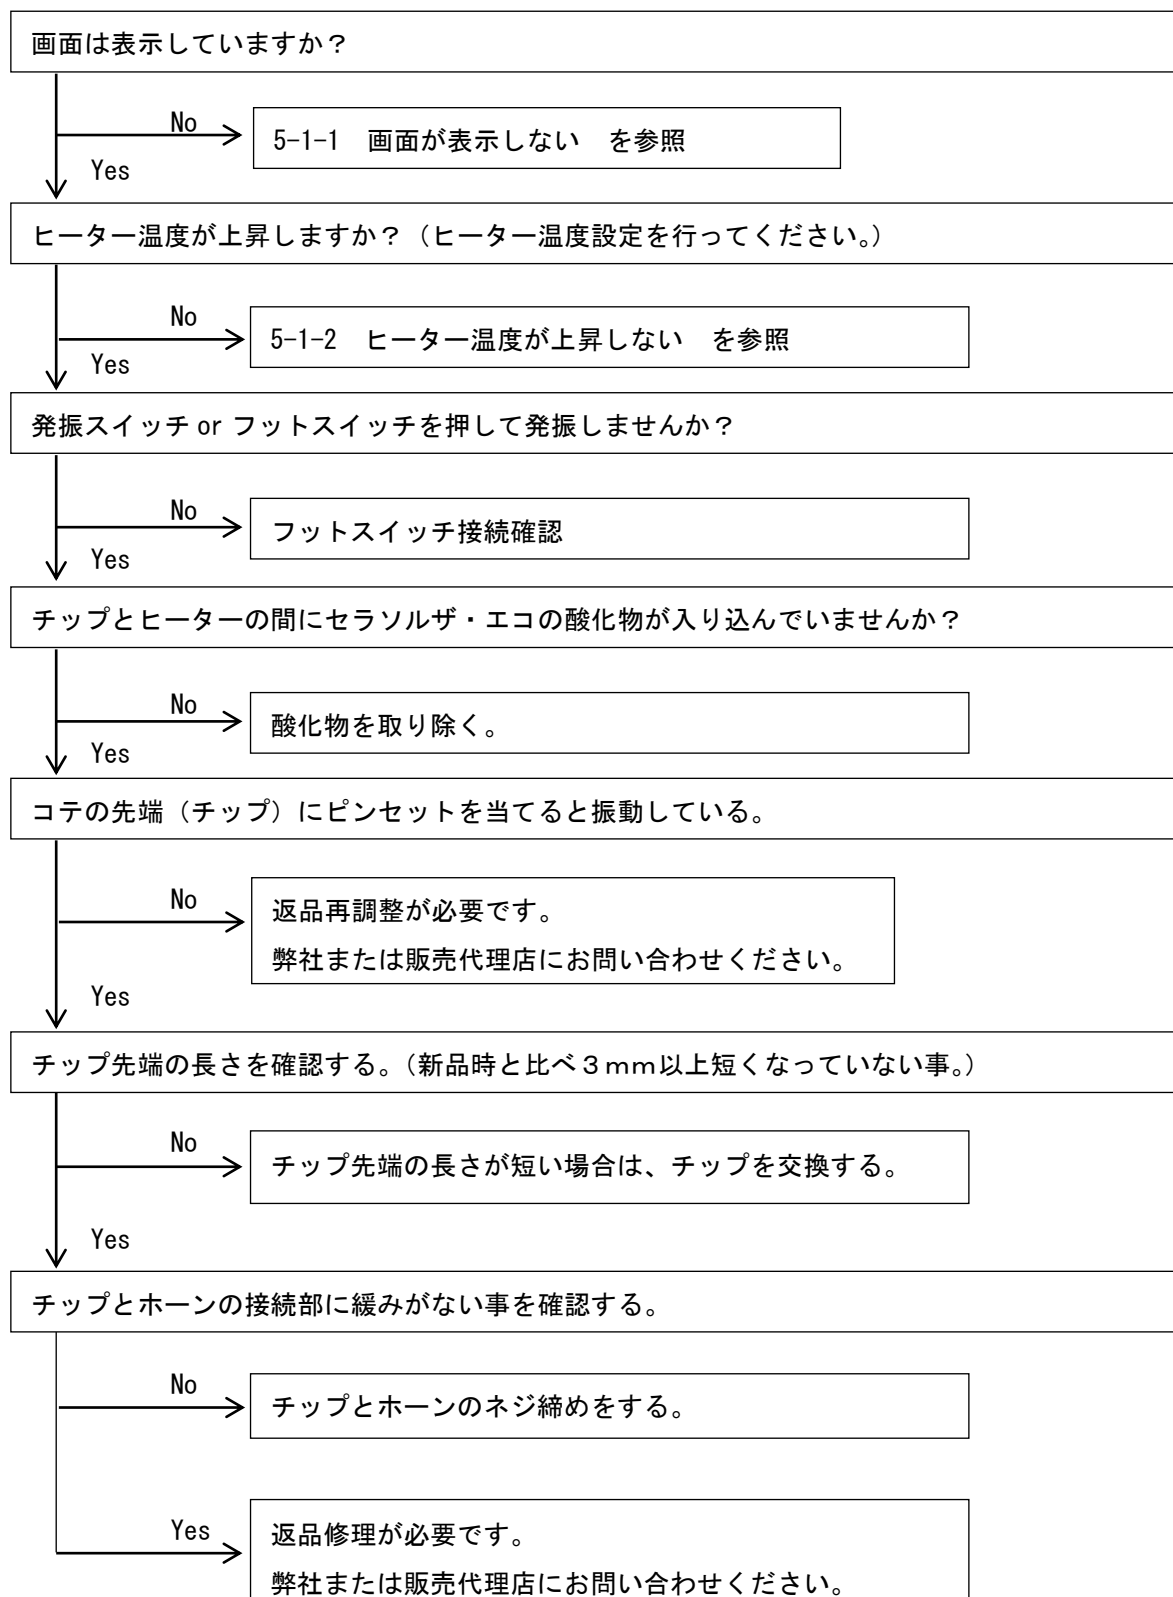 画面は表示していますか？
No
5-1-1　画面が表示しない　を参照
Yes
ヒーター温度が上昇しますか？（ヒーター温度設定を行ってください。）
No
5-1-2　ヒーター温度が上昇しない　を参照
Yes
発振スイッチ or フットスイッチを押して発振しませんか？
No
フットスイッチ接続確認
Yes
チップとヒーターの間にセラソルザ・エコの酸化物が入り込んでいませんか？
No
酸化物を取り除く。
Yes
コテの先端（チップ）にピンセットを当てると振動している。
No
返品再調整が必要です。
弊社または販売代理店にお問い合わせください。
Yes
チップ先端の長さを確認する。（新品時と比べ３ｍｍ以上短くなっていない事。）
No
チップ先端の長さが短い場合は、チップを交換する。
Yes
チップとホーンの接続部に緩みがない事を確認する。
No
チップとホーンのネジ締めをする。
Yes
返品修理が必要です。
弊社または販売代理店にお問い合わせください。